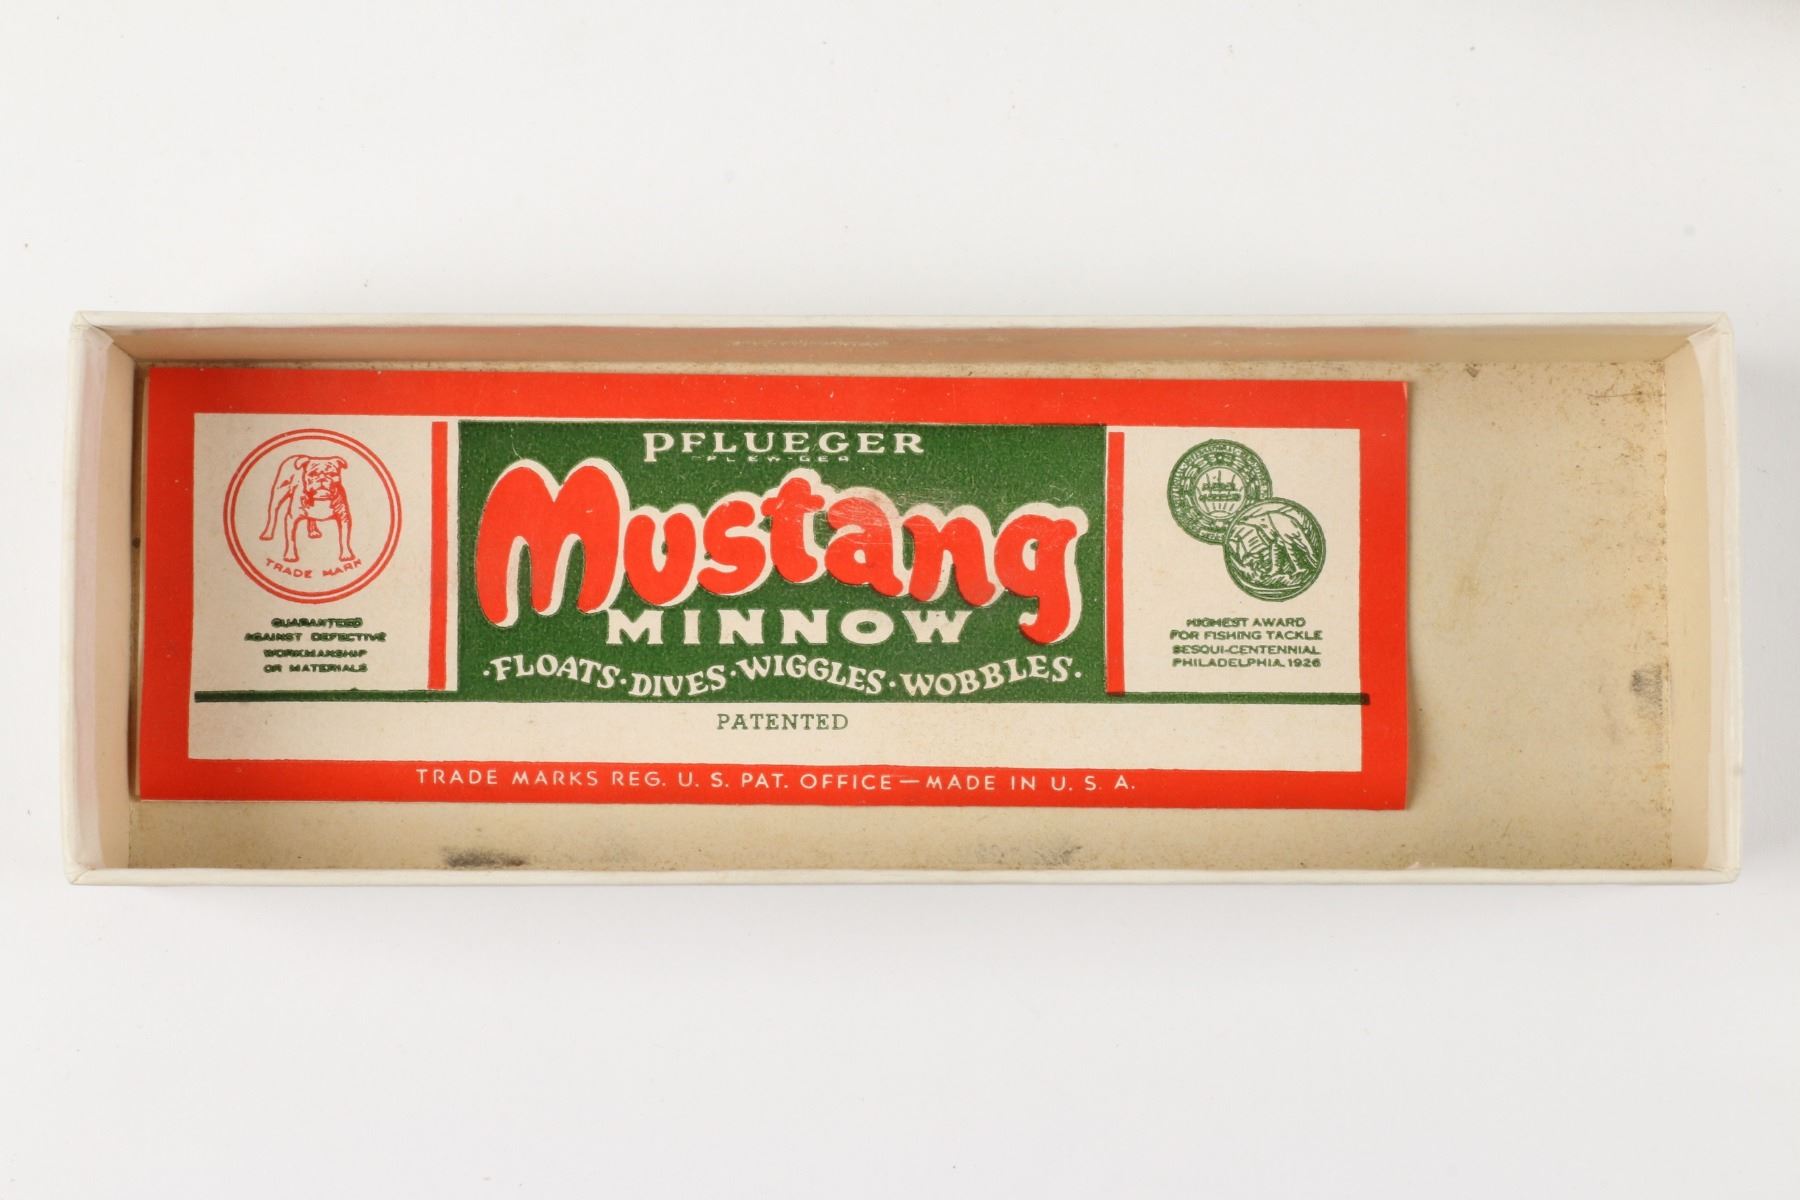 TRADE MARK
GUARANTEED
AGAINST DEFECTIVE
WORKMANSHIP
OR MATERIALS
PFLUEGER
PLEW-GER
Mustang
MINNOW
·FLOATS·DIVES·WIGGLES·WOBBLES·
HIGHEST AWARD
FOR FISHING TACKLE
SESQUI-CENTENNIAL
PHILADELPHIA, 1926
PATENTED
TRADE MARKS REG. U. S. PAT. OFFICE—MADE IN U. S. A.